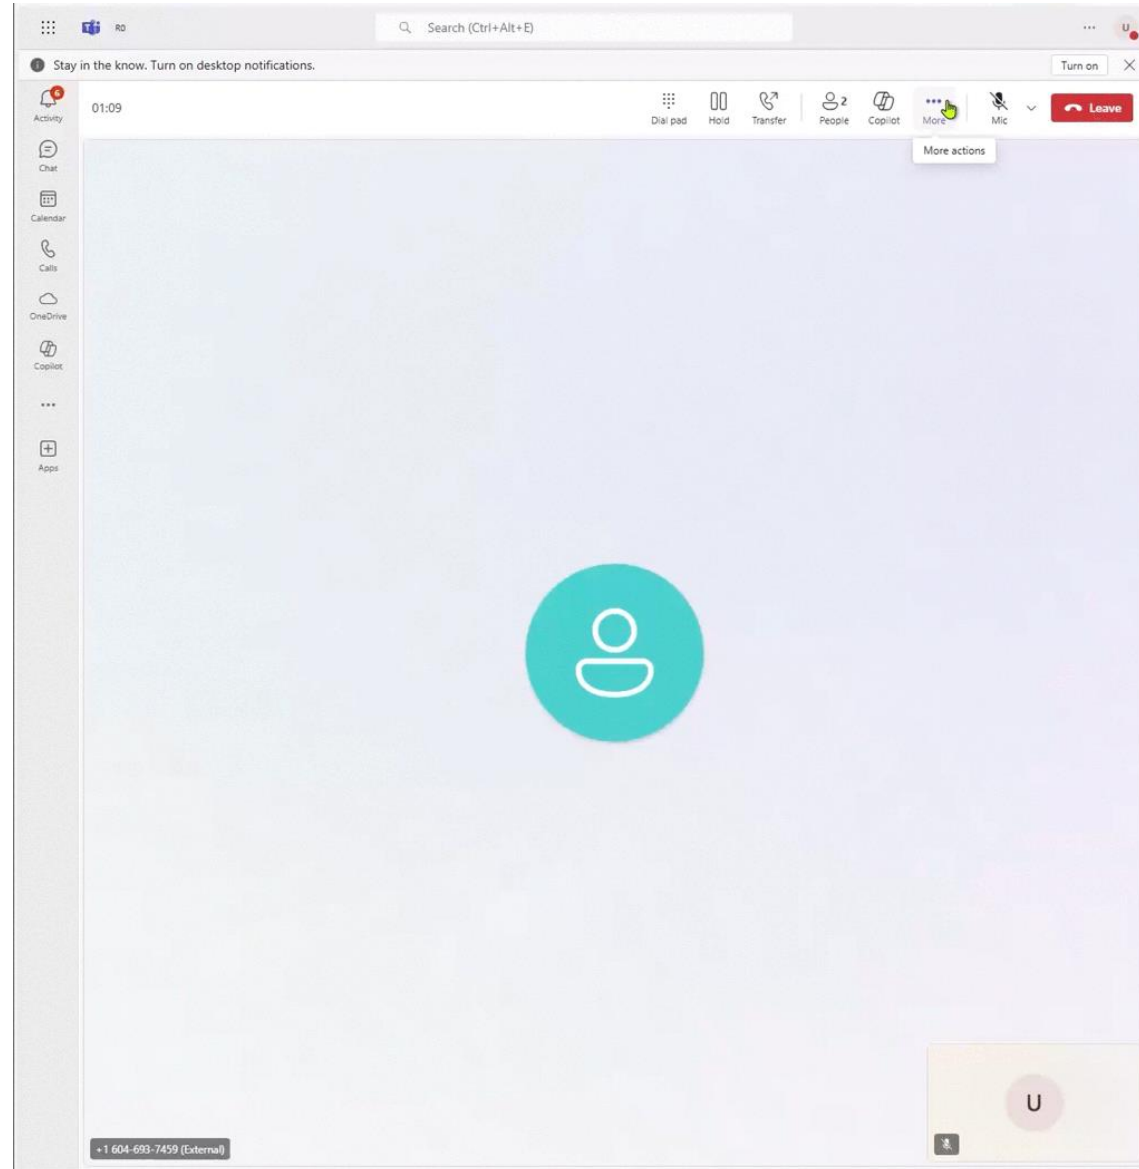 RD
Search (Ctrl+Alt+E)
U
Stay in the know. Turn on desktop notifications.
Turn on
6
Activity
01:09
Dial pad
Hold
Transfer
2
People
Copilot
More
Mic
Leave
More actions
Chat
Calendar
Calls
OneDrive
Copilot
Apps
U
+1 604-693-7459 (External)